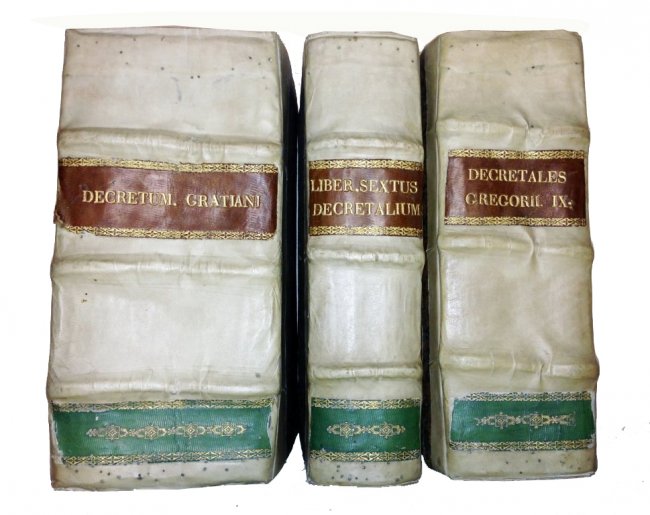 DECRETUM. GRATIANI
LIBER. SEXTUS
DECRETALIUM.
DECRETALES
GREGORII. IX.